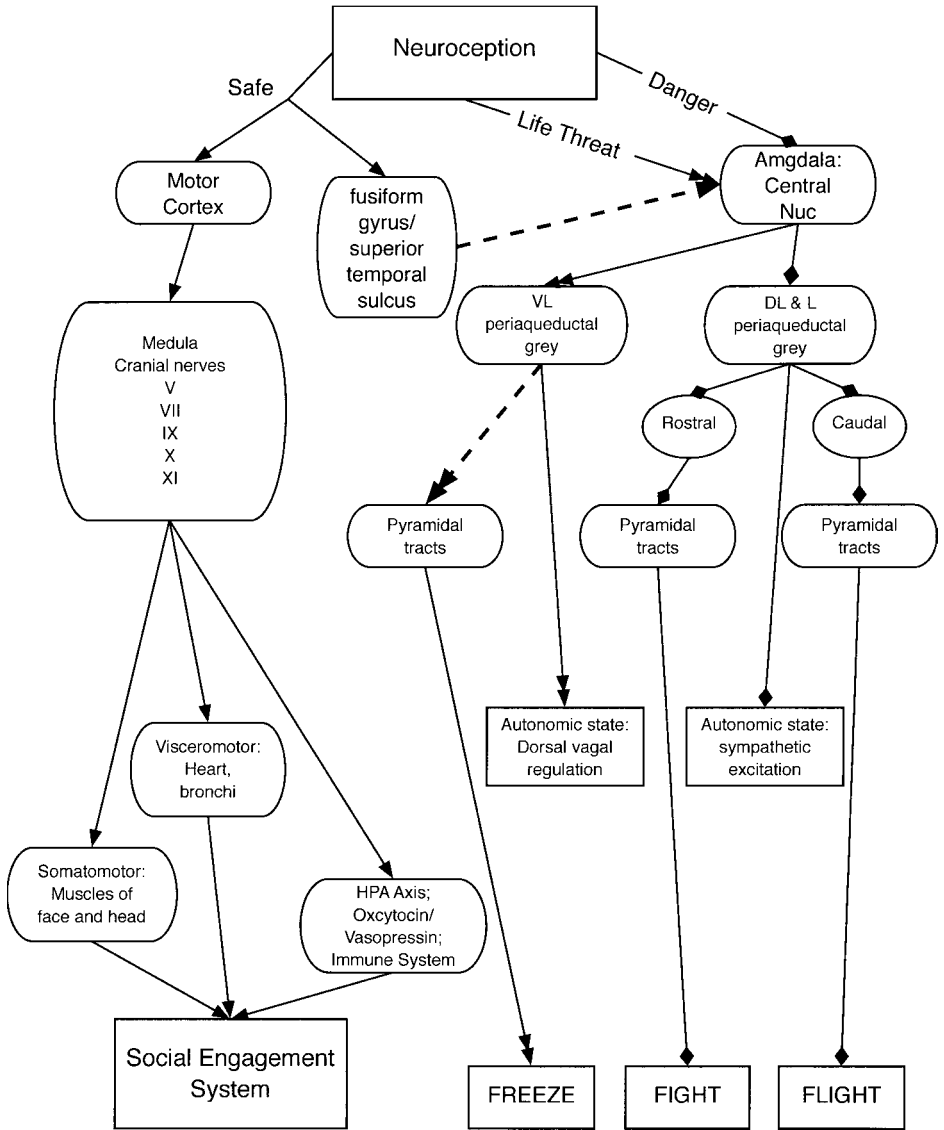 Neuroception
Safe
Danger
Life Threat
Motor
Cortex
fusiform
gyrus/
superior
temporal
sulcus
Amgdala:
Central
Nuc
VL
periaqueductal
grey
DL & L
periaqueductal
grey
Medula
Cranial nerves
V
VII
IX
X
XI
Rostral
Caudal
Pyramidal
tracts
Pyramidal
tracts
Pyramidal
tracts
Visceromotor:
Heart,
bronchi
Autonomic state:
Dorsal vagal
regulation
Autonomic state:
sympathetic
excitation
Somatomotor:
Muscles of
face and head
HPA Axis;
Oxcytocin/
Vasopressin;
Immune System
Social Engagement
System
FREEZE
FIGHT
FLIGHT